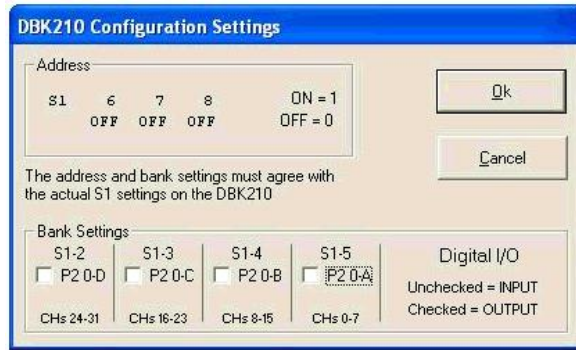 DBK210 Configuration Settings
Address
S1 6 7 8 ON = 1
OFF OFF OFF OFF = 0
Ok
Cancel
The address and bank settings must agree with
the actual S1 settings on the DBK210
Bank Settings
S1-2 S1-3 S1-4 S1-5 Digital I/O
P2 0-D P2 0-C P2 0-B P2 0-A
Unchecked = INPUT
Checked = OUTPUT
CHs 24-31 CHs 16-23 CHs 8-15 CHs 0-7